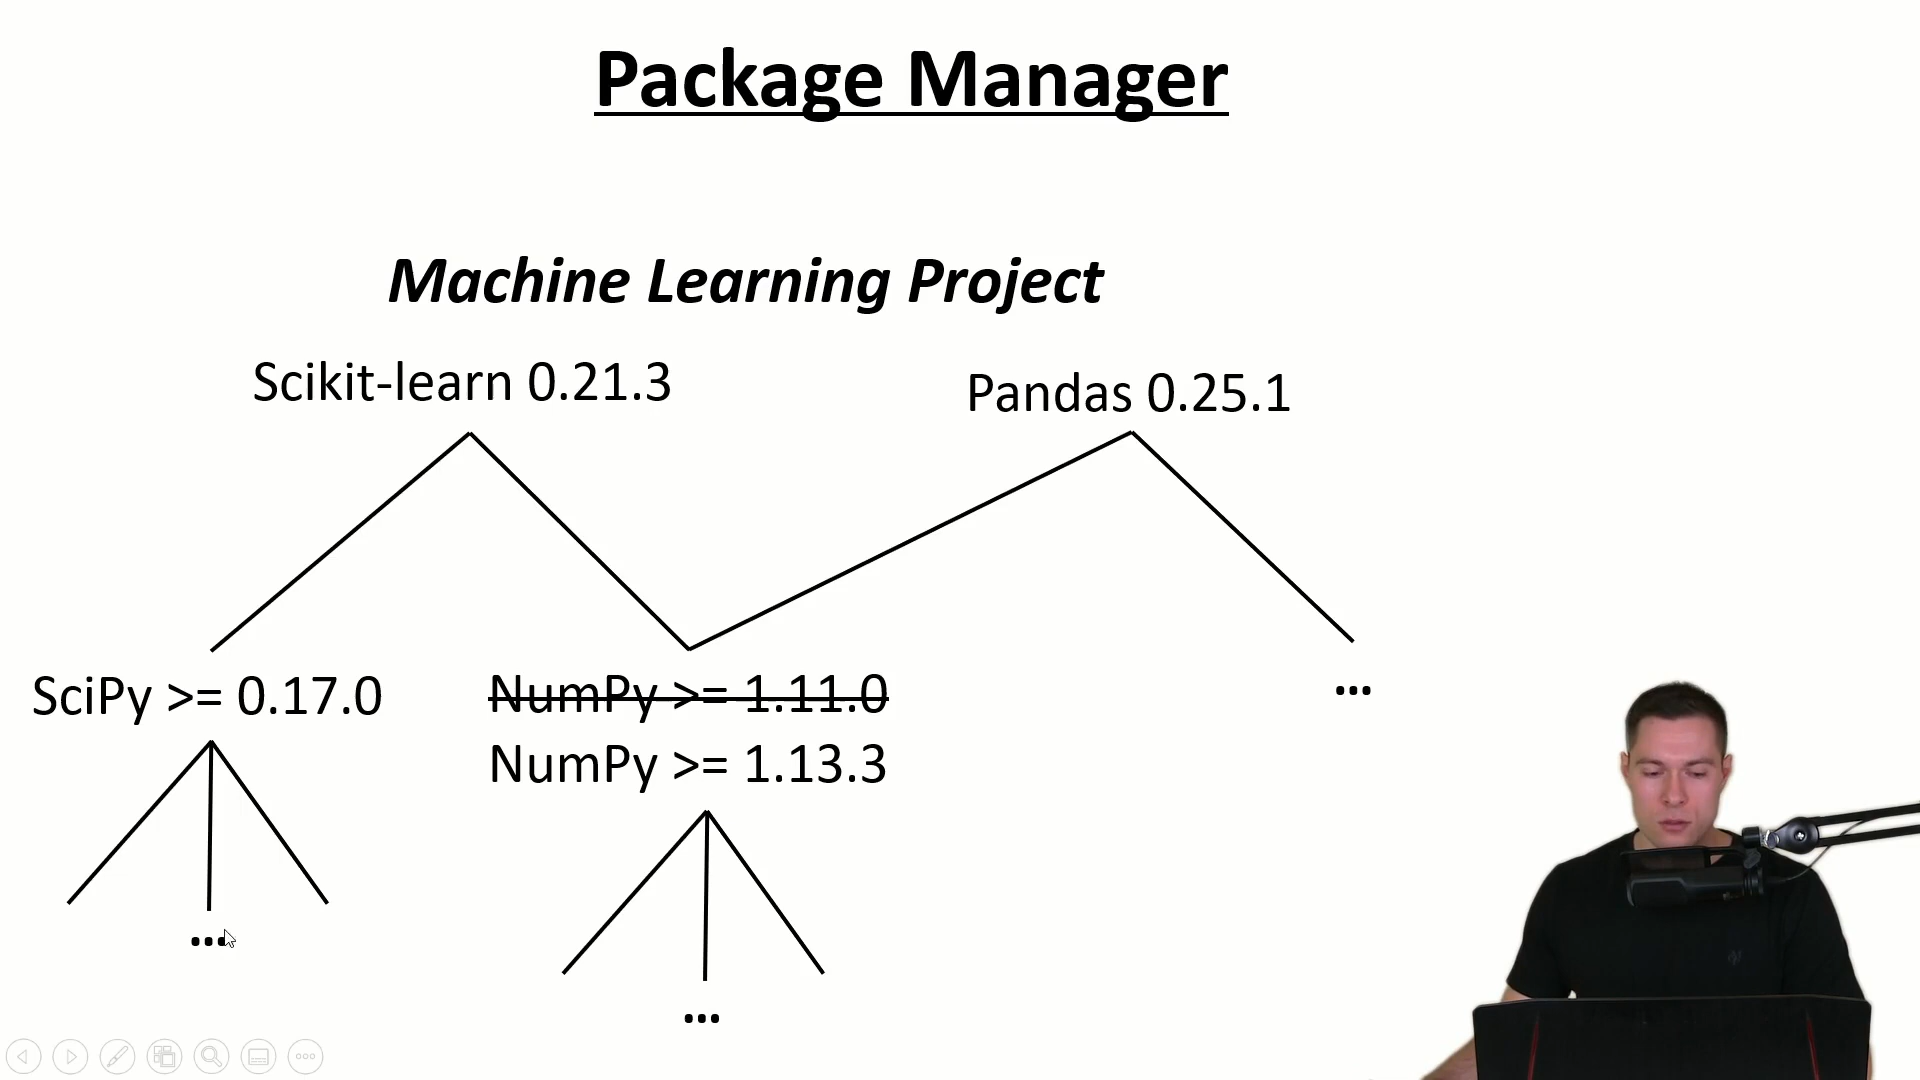 Package Manager
Machine Learning Project
Scikit-learn 0.21.3
Pandas 0.25.1
SciPy >= 0.17.0
NumPy >= 1.11.0
...
NumPy >= 1.13.3
...
...